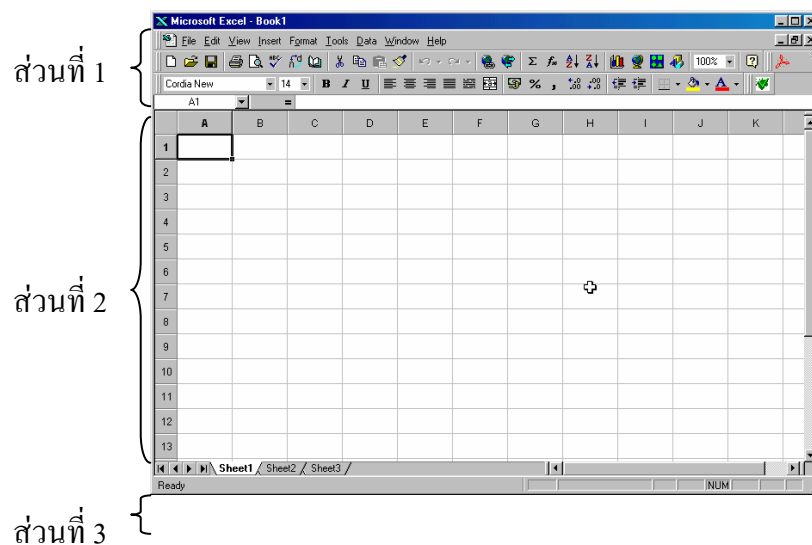 Microsoft Excel - Book1
File Edit View Insert Format Tools Data Window Help
ส่วนที่ 1
100%
Cordia New 14 B I U % ,
A1 =
A B C D E F G H I J K
1
2
3
4
5
6
ส่วนที่ 2
7
8
9
10
11
12
13
Sheet1 Sheet2 Sheet3
Ready NUM
ส่วนที่ 3